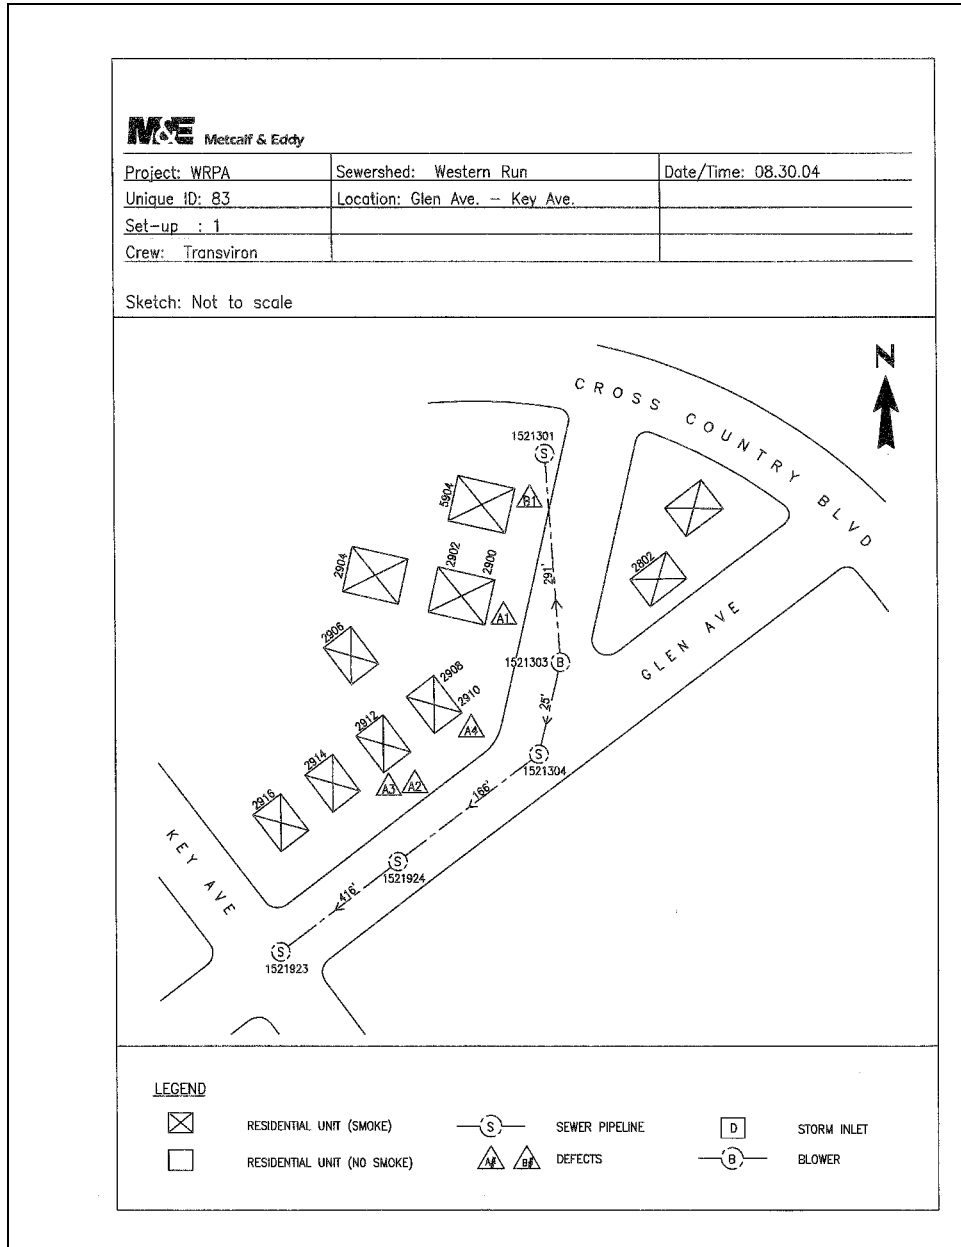 M&E Metcalf & Eddy
Project: WRPA Sewershed: Western Run Date/Time: 08.30.04
Unique ID: 83 Location: Glen Ave. - Key Ave.
Set-up : 1
Crew: Transviron
Sketch: Not to scale
N
CROSS COUNTRY BLVD
1521301
S
5904
B1
2902
2900
2904
291'
2802
A1
2906
GLEN AVE
1521303 B
2908
2910
25'
2912
A4
2914
S
1521304
A3 A2
166'
2916
KEY AVE
S
1521924
416'
S
1521923
LEGEND
RESIDENTIAL UNIT (SMOKE) S SEWER PIPELINE D STORM INLET
RESIDENTIAL UNIT (NO SMOKE) A# B# DEFECTS B BLOWER